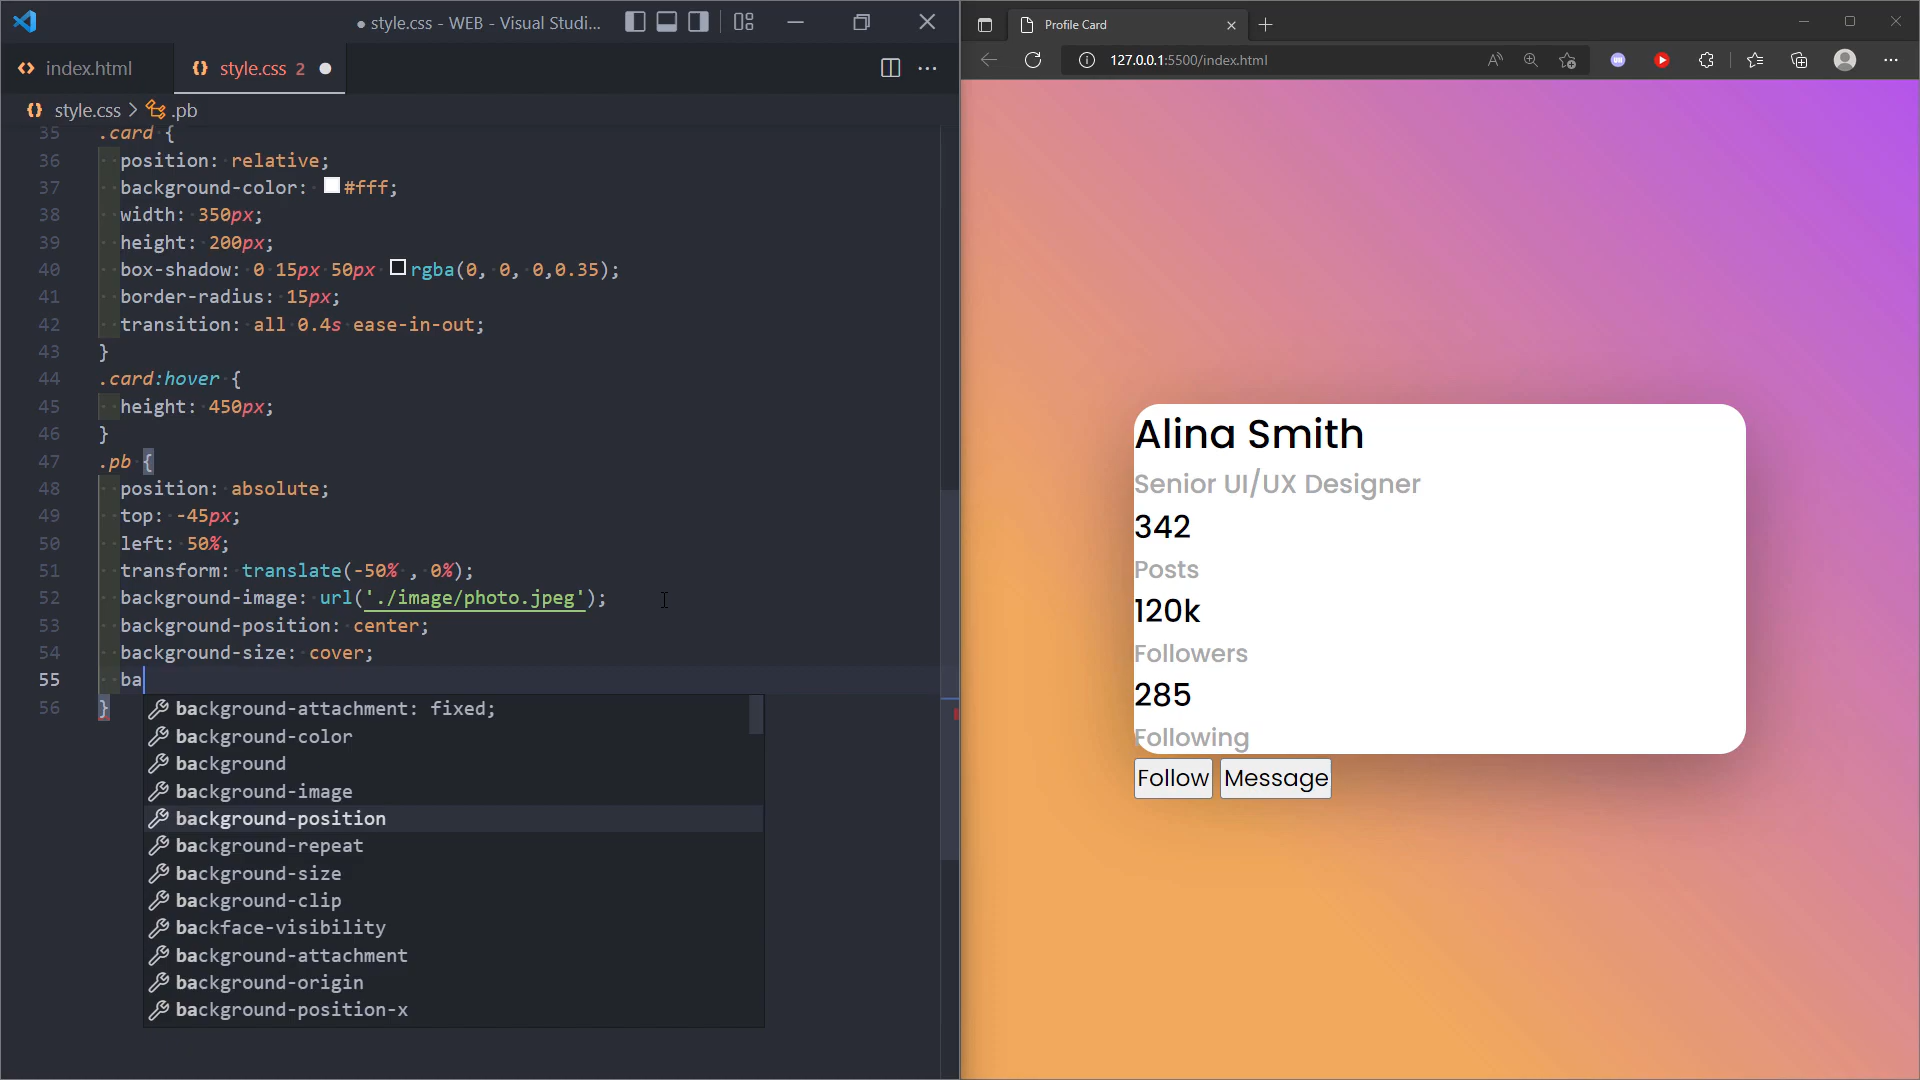 ● style.css - WEB - Visual Studi...
index.html
style.css 2 ●
style.css > .pb
35 .card {
36 position: relative;
37 background-color: #fff;
38 width: 350px;
39 height: 200px;
40 box-shadow: 0 15px 50px rgba(0, 0, 0,0.35);
41 border-radius: 15px;
42 transition: all 0.4s ease-in-out;
43 }
44 .card:hover {
45 height: 450px;
46 }
47 .pb {
48 position: absolute;
49 top: -45px;
50 left: 50%;
51 transform: translate(-50% , 0%);
52 background-image: url('./image/photo.jpeg');
53 background-position: center;
54 background-size: cover;
55 ba
56 }
background-attachment: fixed;
background-color
background
background-image
background-position
background-repeat
background-size
background-clip
backface-visibility
background-attachment
background-origin
background-position-x
Profile Card
127.0.0.1:5500/index.html
Alina Smith
Senior UI/UX Designer
342
Posts
120k
Followers
285
Following
Follow Message